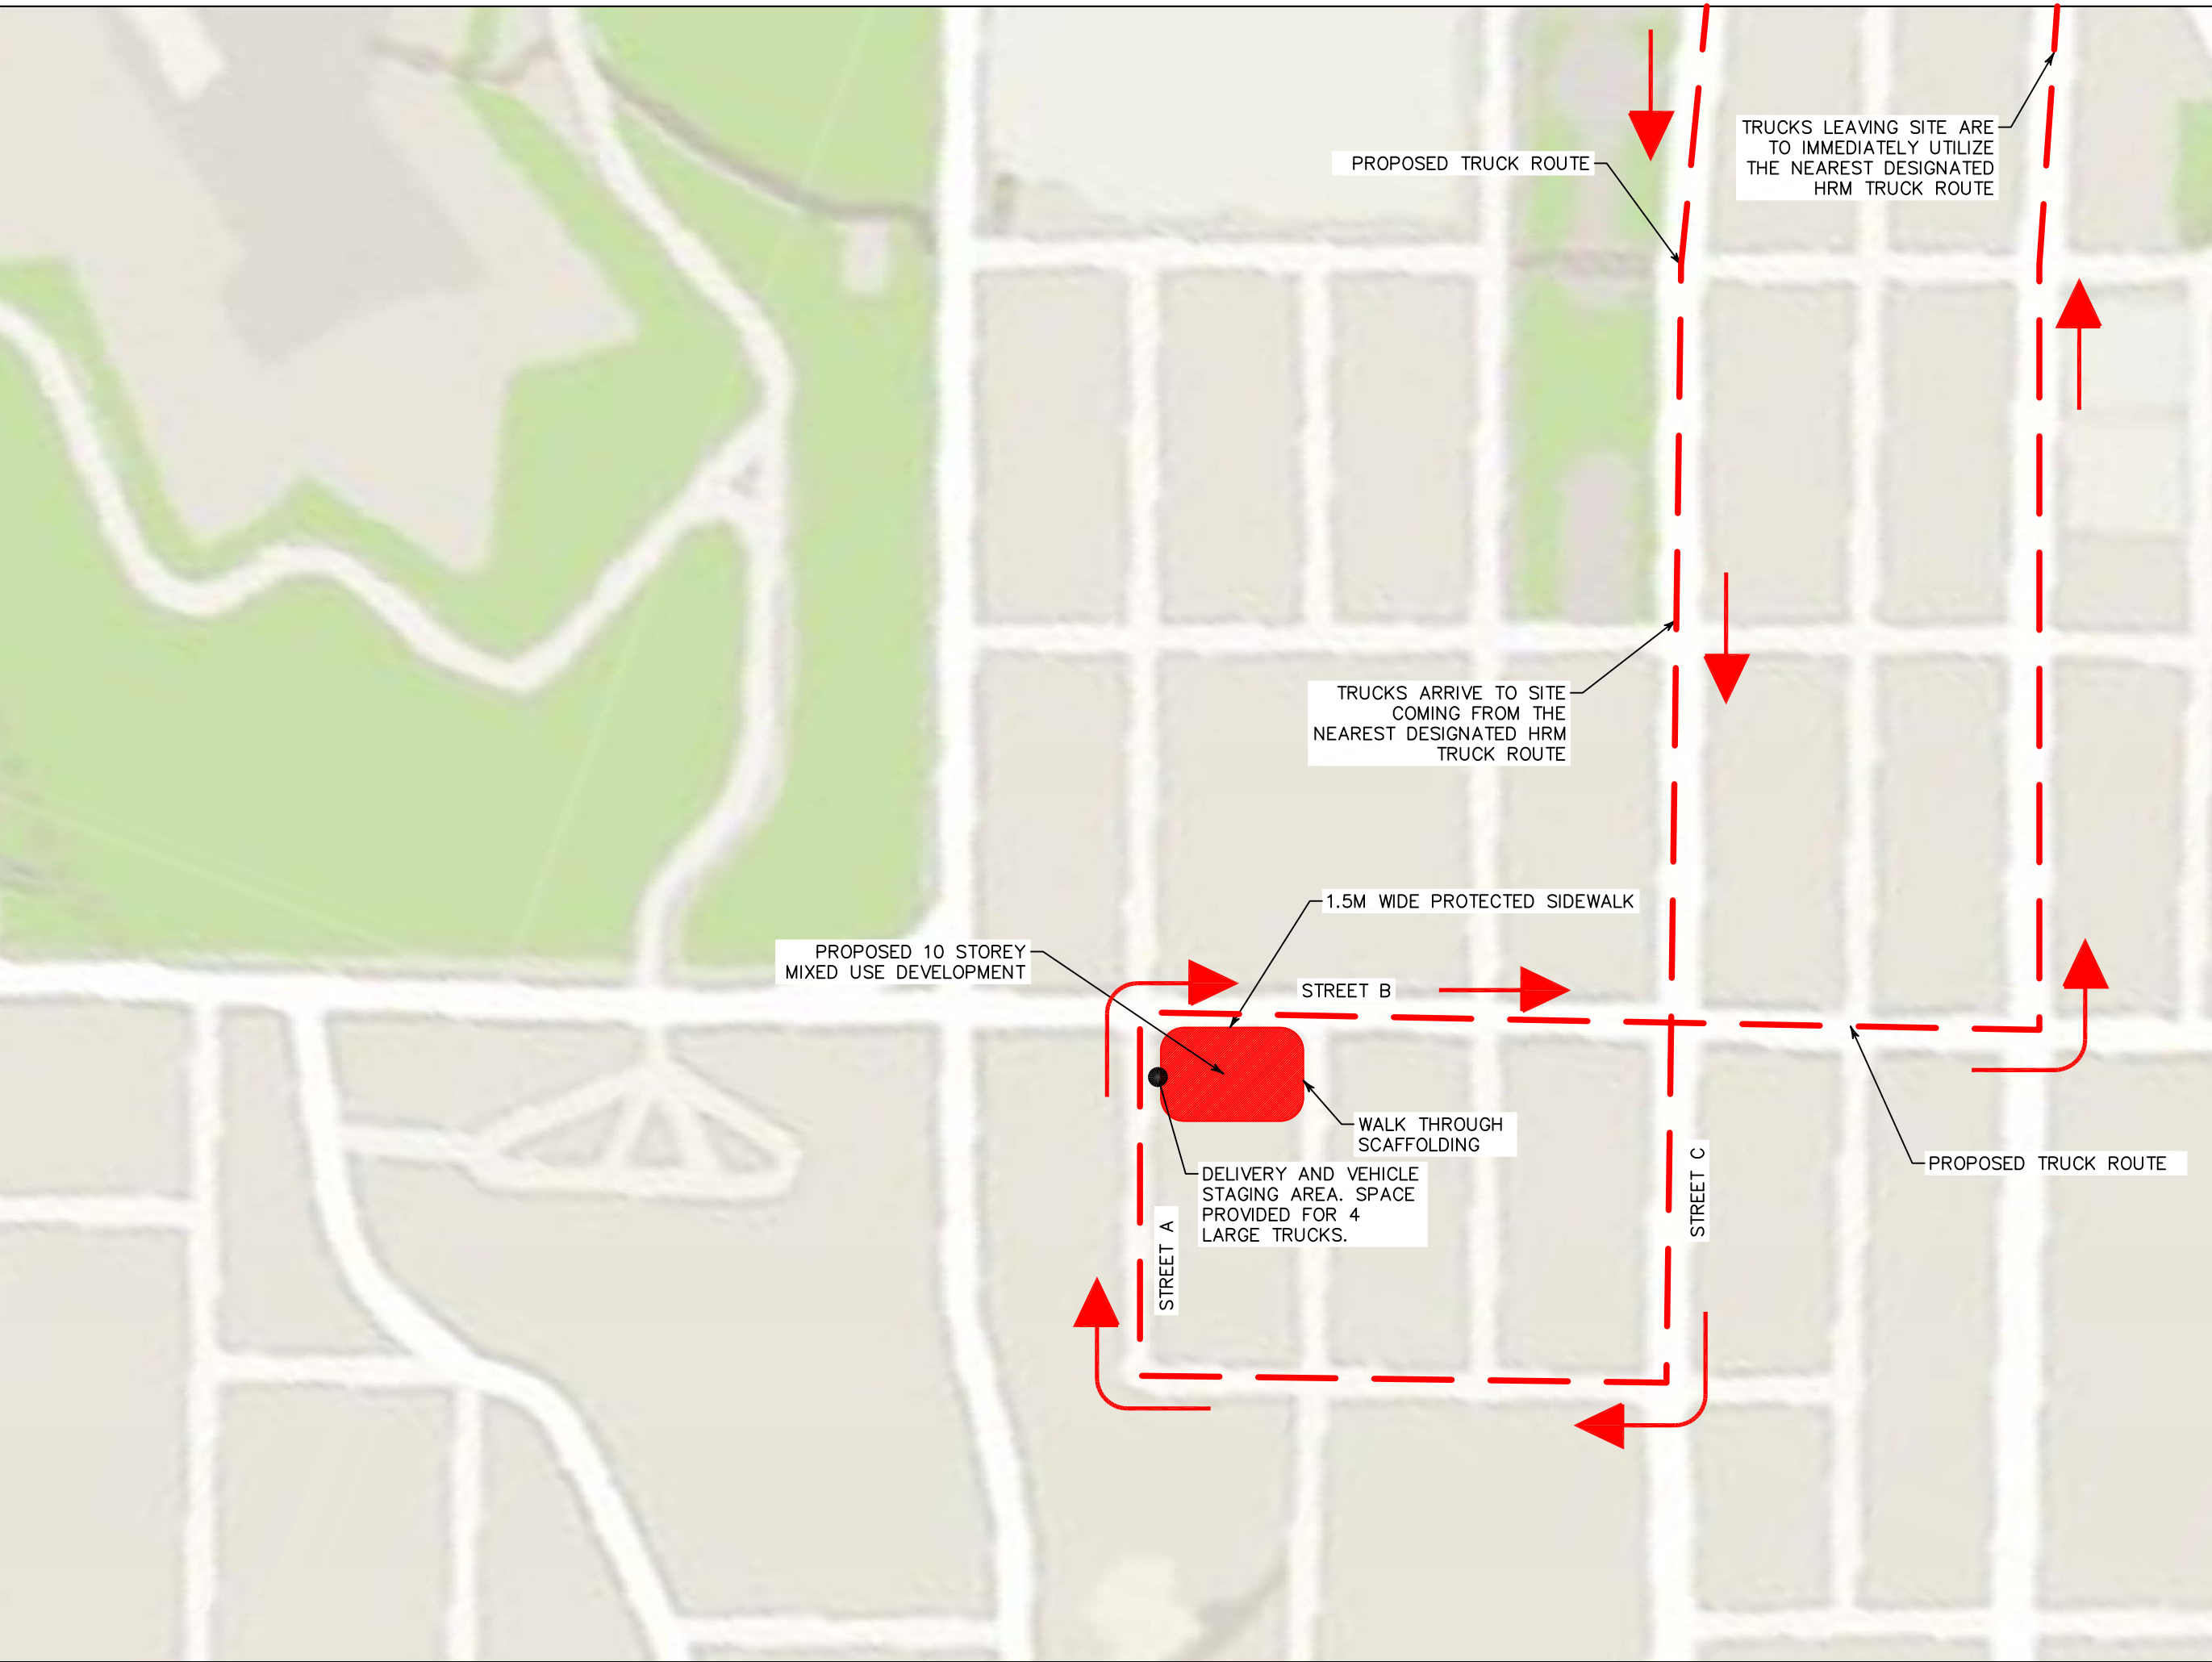 TRUCKS LEAVING SITE ARE
TO IMMEDIATELY UTILIZE
THE NEAREST DESIGNATED
HRM TRUCK ROUTE
PROPOSED TRUCK ROUTE
TRUCKS ARRIVE TO SITE
COMING FROM THE
NEAREST DESIGNATED HRM
TRUCK ROUTE
1.5M WIDE PROTECTED SIDEWALK
PROPOSED 10 STOREY
MIXED USE DEVELOPMENT
STREET B
WALK THROUGH
SCAFFOLDING
DELIVERY AND VEHICLE
STAGING AREA. SPACE
PROVIDED FOR 4
LARGE TRUCKS.
STREET A
STREET C
PROPOSED TRUCK ROUTE